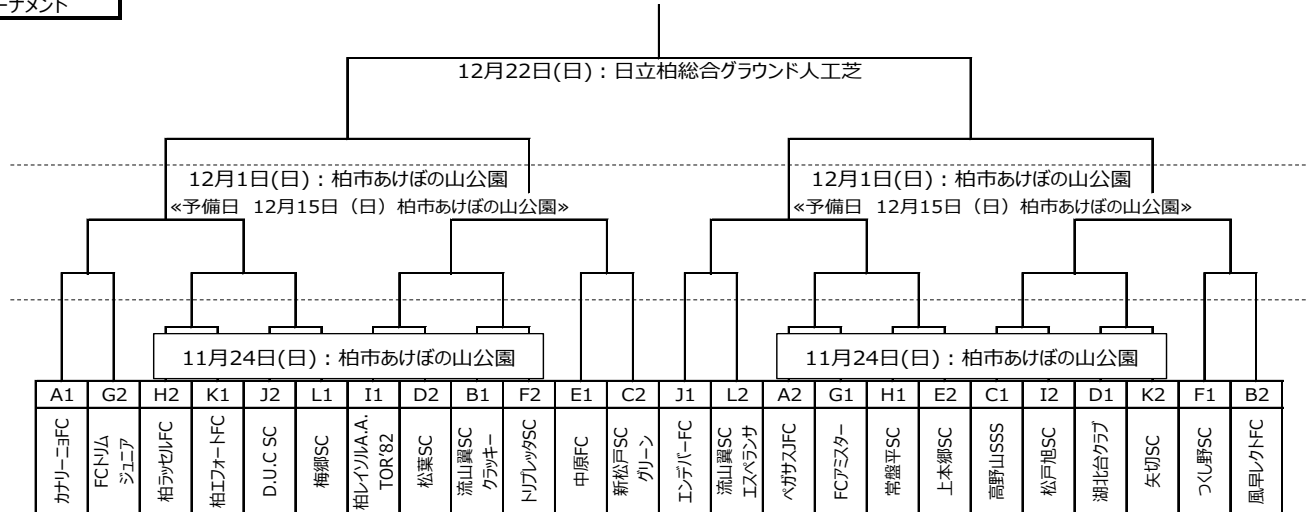 ーナメント
12月22日(日)：日立柏総合グラウンド人工芝
12月1日(日)：柏市あけぼの山公園
≪予備日 12月15日（日）柏市あけぼの山公園≫
12月1日(日)：柏市あけぼの山公園
≪予備日 12月15日（日）柏市あけぼの山公園≫
11月24日(日)：柏市あけぼの山公園
11月24日(日)：柏市あけぼの山公園
A1 G2 H2 K1 J2 L1 I1 D2 B1 F2 E1 C2 J1 L2 A2 G1 H1 E2 C1 I2 D1 K2 F1 B2
カナリーニョFC
FCトリム
ジュニア
柏ラッセルFC
柏エフォートFC
D.U.C SC
梅郷SC
柏レイソルA.A.
TOR'82
松葉SC
流山翼SC
クラッキー
トリプレッタSC
中原FC
新松戸SC
グリーン
エンデバーFC
流山翼SC
エスペランサ
ペガサスJFC
FCアミスター
常盤平SC
上本郷SC
高野山SSS
松戸旭SC
湖北台クラブ
矢切SC
つくし野SC
風早レクトFC